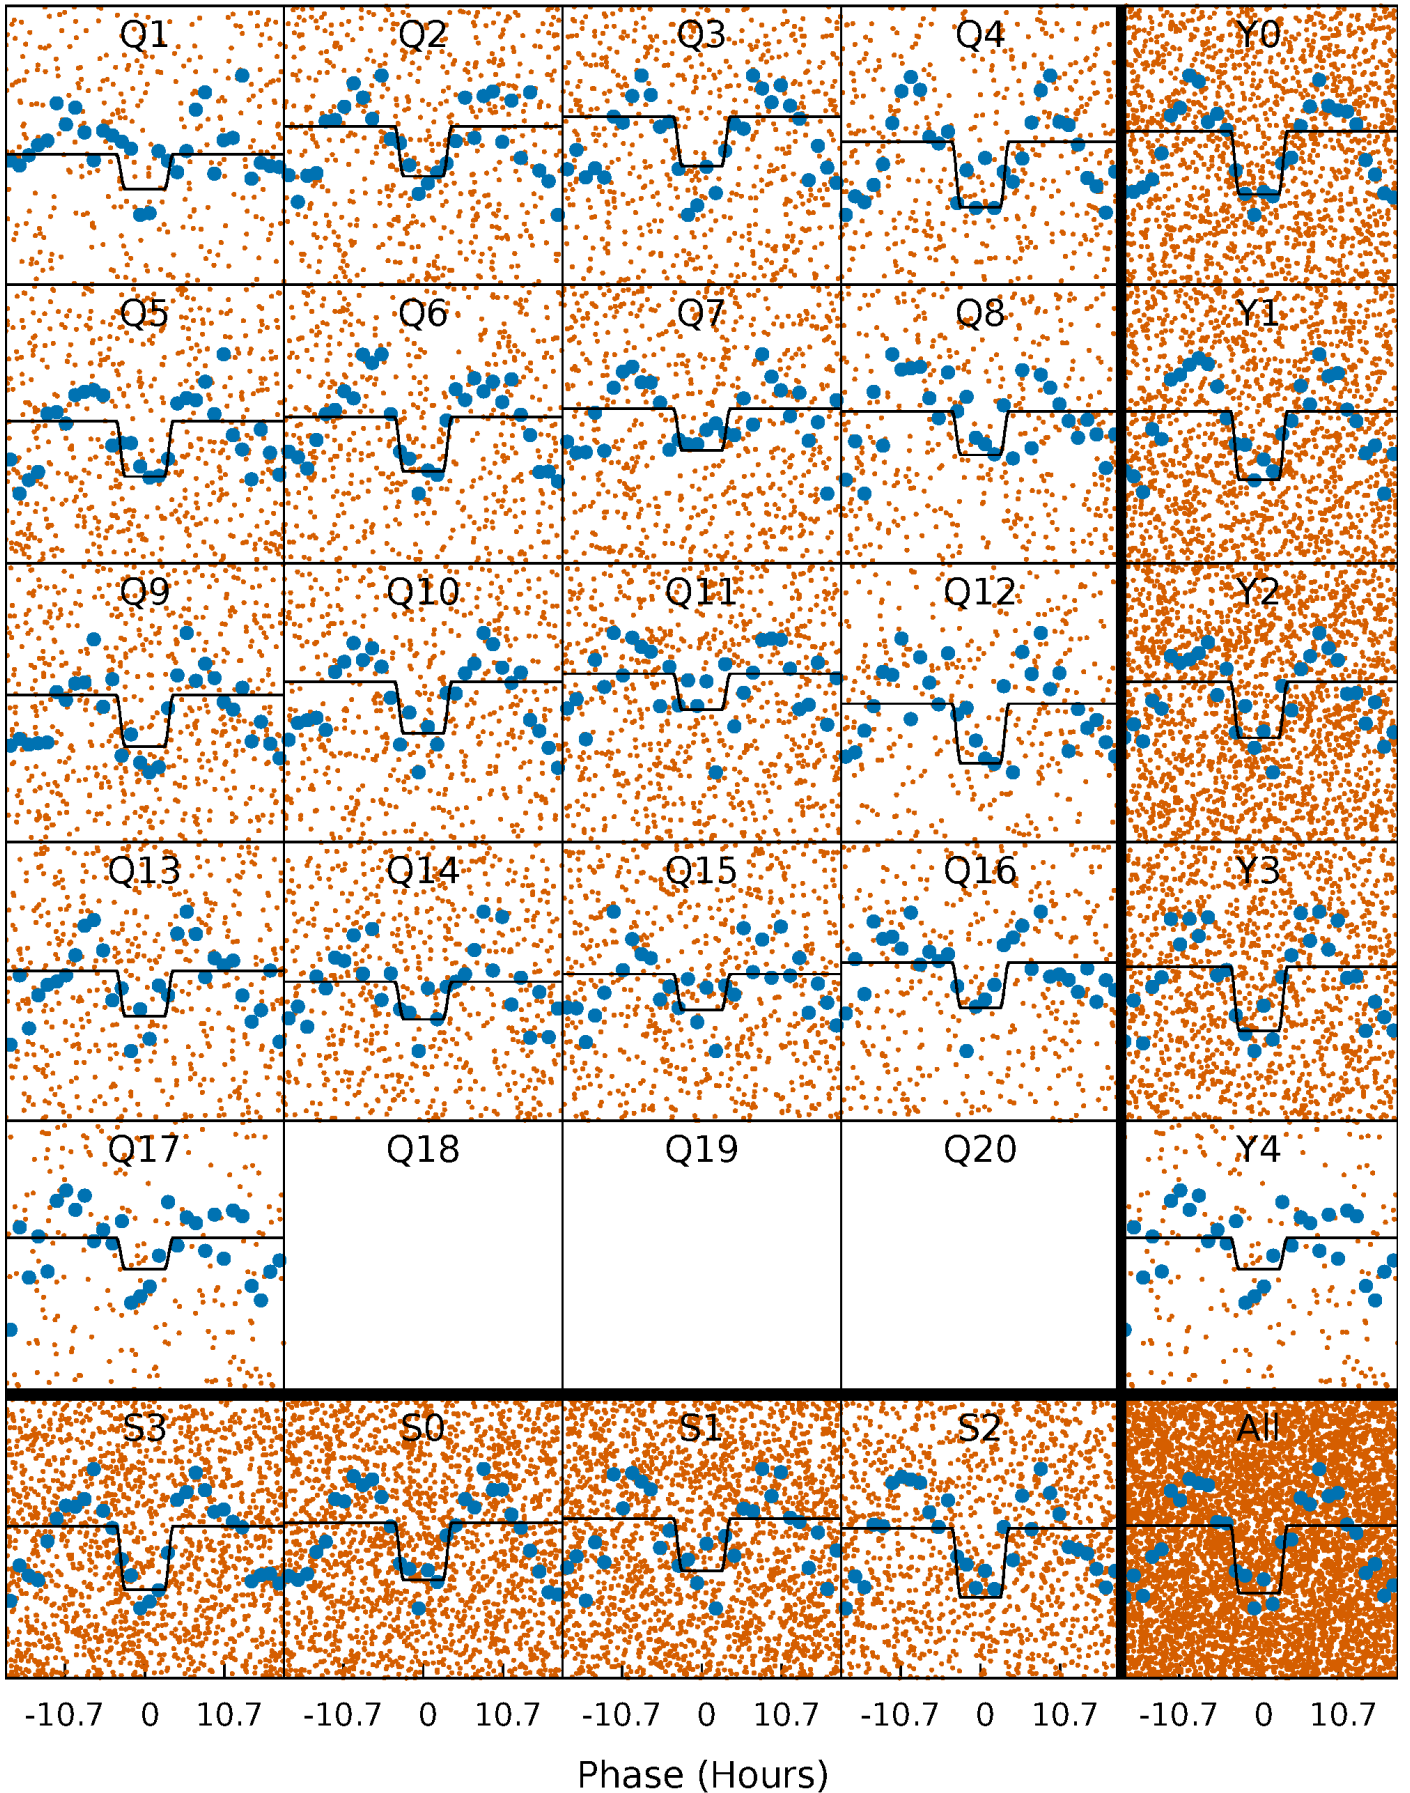 Q1 Q2 Q3 Q4 Y0
Q5 Q6 Q7 Q8 Y1
Q9 Q10 Q11 Q12 Y2
Q13 Q14 Q15 Q16 Y3
Q17 Q18 Q19 Q20 Y4
S3 S0 S1 S2 All
-10.7 0 10.7 -10.7 0 10.7 -10.7 0 10.7 -10.7 0 10.7 -10.7 0 10.7
Phase (Hours)